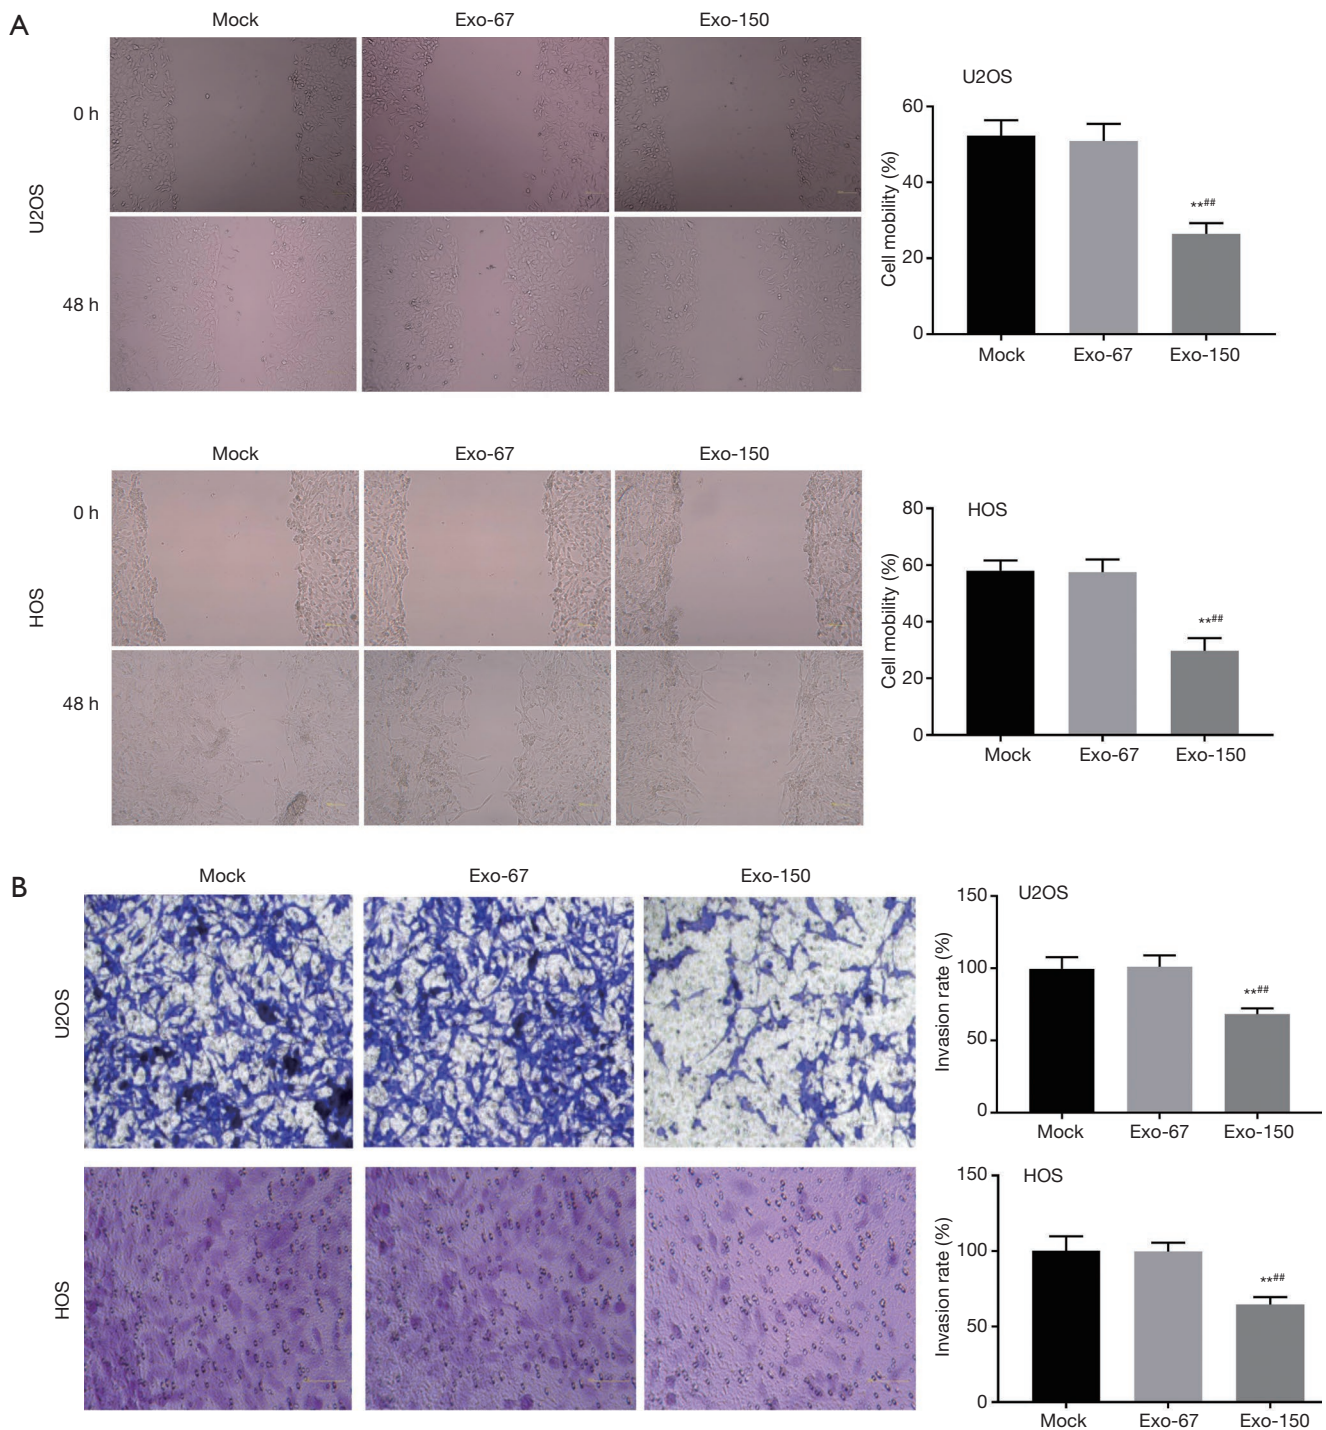 A
Mock
Exo-67
Exo-150
0 h
U2OS
48 h
U2OS
Cell mobility (%)
60
40
20
0
**##
Mock
Exo-67
Exo-150
Mock
Exo-67
Exo-150
0 h
HOS
48 h
HOS
Cell mobility (%)
80
60
40
20
0
**##
Mock
Exo-67
Exo-150
B
Mock
Exo-67
Exo-150
U2OS
U2OS
Invasion rate (%)
150
100
50
0
**##
Mock
Exo-67
Exo-150
HOS
HOS
Invasion rate (%)
150
100
50
0
**##
Mock
Exo-67
Exo-150